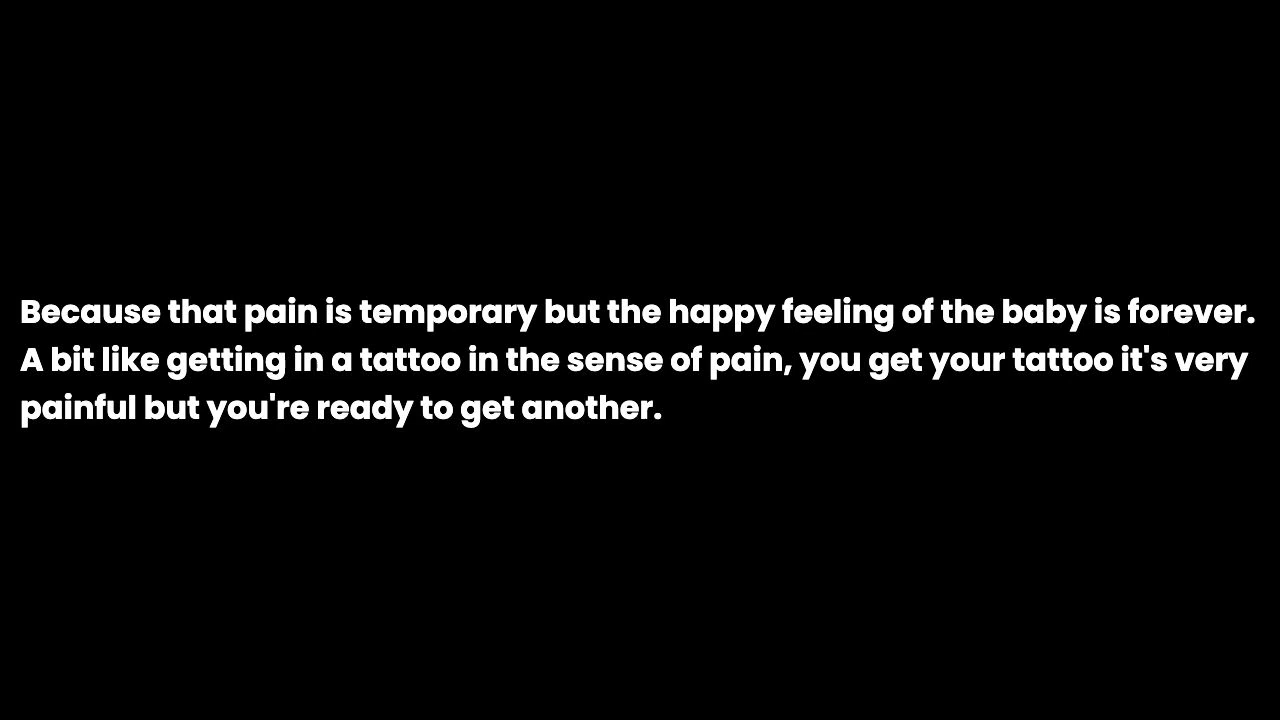 Because that pain is temporary but the happy feeling of the baby is forever.
A bit like getting in a tattoo in the sense of pain, you get your tattoo it's very
painful but you're ready to get another.